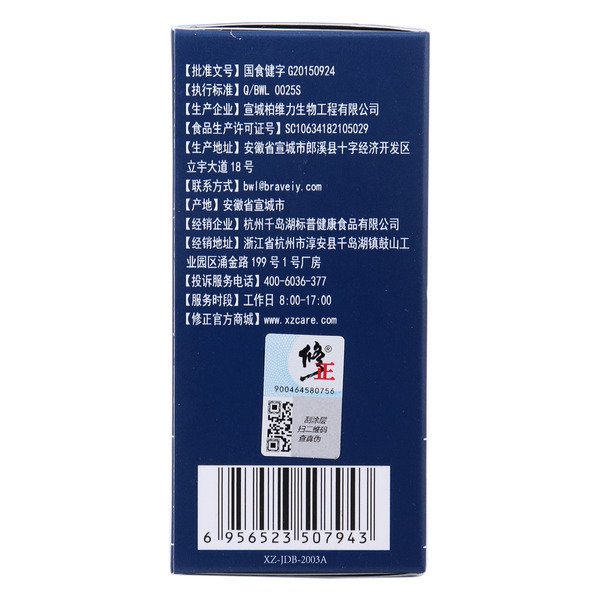 【批准文号】国食健字 G20150924
【执行标准】Q/BWL 0025S
【生产企业】宣城柏维力生物工程有限公司
【食品生产许可证号】SC10634182105029
【生产地址】安徽省宣城市郎溪县十字经济开发区
立宇大道 18 号
【联系方式】bwl@braveiy.com
【产地】安徽省宣城市
【经销企业】杭州千岛湖标普健康食品有限公司
【经销地址】浙江省杭州市淳安县千岛湖镇鼓山工
业园区涌金路 199 号 1 号厂房
【投诉服务电话】400-6036-377
【服务时段】工作日 8:00-17:00
【修正官方商城】www.xzcare.com
修正®
900464580756
刮涂层
扫二维码
查真伪
6 956523 507943
XZ-JDB-2003A